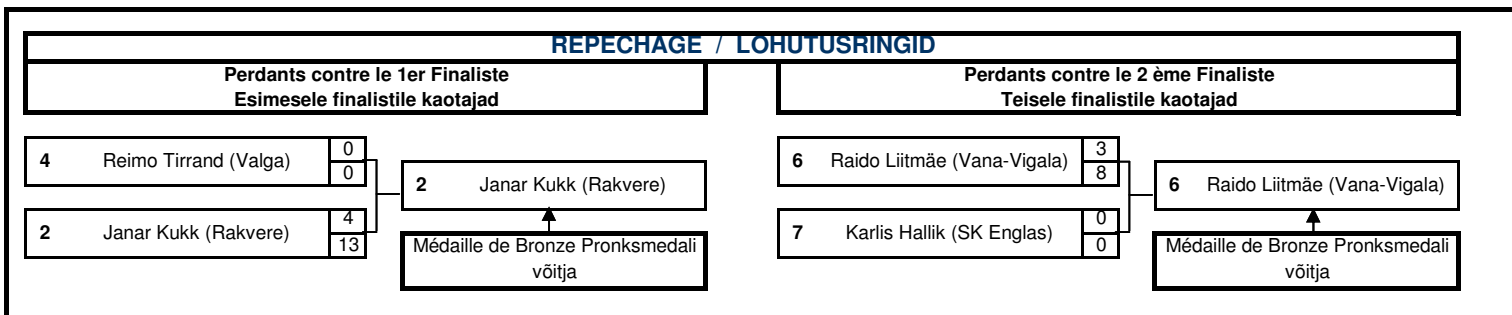 REPECHAGE / LOHUTUSRINGID
Perdants contre le 1er Finaliste
Esimesele finalistile kaotajad
4 Reimo Tirrand (Valga) 0
0
2 Janar Kukk (Rakvere) 4
13
2 Janar Kukk (Rakvere)
Médaille de Bronze Pronksmedali
võitja
Perdants contre le 2 ème Finaliste
Teisele finalistile kaotajad
6 Raido Liitmäe (Vana-Vigala) 3
8
7 Karlis Hallik (SK Englas) 0
0
6 Raido Liitmäe (Vana-Vigala)
Médaille de Bronze Pronksmedali
võitja